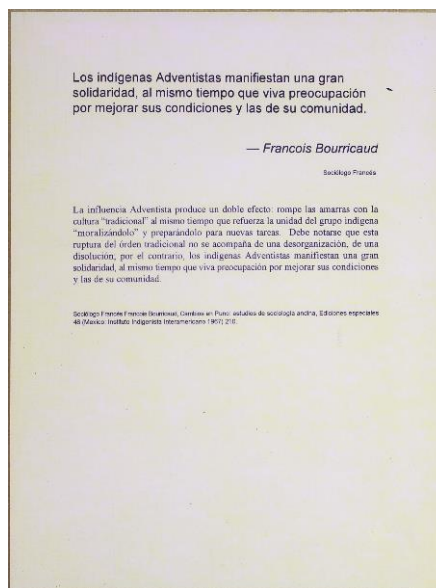 Los indígenas Adventistas manifiestan una gran
solidaridad, al mismo tiempo que viva preocupación
por mejorar sus condiciones y las de su comunidad.
— Francois Bourricaud
Sociólogo Francés
La influencia Adventista produce un doble efecto: rompe las amarras con la
cultura "tradicional" al mismo tiempo que refuerza la unidad del grupo indígena
"moralizándolo" y preparándolo para nuevas tareas. Debe notarse que esta
ruptura del órden tradicional no se acompaña de una desorganización, de una
disolución; por el contrario, los indígenas Adventistas manifiestan una gran
solidaridad, al mismo tiempo que viva preocupación por mejorar sus condiciones
y las de su comunidad.
Sociólogo Francés Francois Bourricaud, Cambios en Puno: estudios de sociología andina, Ediciones especiales
48 (Mexico: Instituto Indigenista Interamericano 1967) 210.